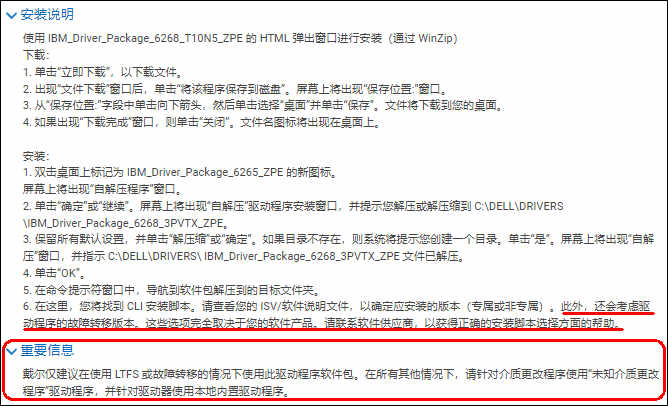 安装说明
使用 IBM_Driver_Package_6268_T10N5_ZPE 的 HTML 弹出窗口进行安装（通过 WinZip）
下载：
1. 单击“立即下载”，以下载文件。
2. 出现“文件下载”窗口后，单击“将该程序保存到磁盘”。屏幕上将出现“保存位置:”窗口。
3. 从“保存位置:”字段中单击向下箭头，然后单击选择“桌面”并单击“保存”。文件将下载到您的桌面。
4. 如果出现“下载完成”窗口，则单击“关闭”。文件名图标将出现在桌面上。
安装：
1. 双击桌面上标记为 IBM_Driver_Package_6265_ZPE 的新图标。
屏幕上将出现“自解压程序”窗口。
2. 单击“确定”或“继续”。屏幕上将出现“自解压”驱动程序安装窗口，并提示您解压或解压缩到 C:\DELL\DRIVERS
\IBM_Driver_Package_6268_3PVTX_ZPE。
3. 保留所有默认设置，并单击“解压缩”或“确定”。如果目录不存在，则系统将提示您创建一个目录。单击“是”。屏幕上将出现“自解
压”窗口，并指示 C:\DELL\DRIVERS\ IBM_Driver_Package_6268_3PVTX_ZPE 文件已解压。
4. 单击“OK”。
5. 在命令提示符窗口中，导航到软件包解压到的目标文件夹。
6. 在这里，您将找到 CLI 安装脚本。请查看您的 ISV/软件说明文件，以确定应安装的版本（专属或非专属）。此外，还会考虑驱
动程序的故障转移版本。这些选项完全取决于您的软件产品。请联系软件供应商，以获得正确的安装脚本选择方面的帮助。
重要信息
戴尔仅建议在使用 LTFS 或故障转移的情况下使用此驱动程序软件包。在所有其他情况下，请针对介质更改程序使用“未知介质更改
程序”驱动程序，并针对驱动器使用本地内置驱动程序。